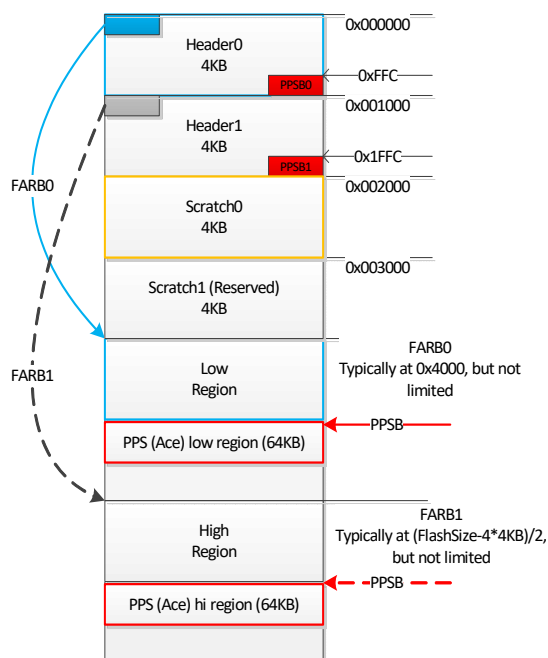 0x000000
Header0
4KB
PPSB0
0xFFC
0x001000
Header1
4KB
PPSB1
0x1FFC
0x002000
FARB0
Scratch0
4KB
0x003000
Scratch1 (Reserved)
4KB
FARB0
Typically at 0x4000, but not
limited
FARB1
Low
Region
PPSB
PPS (Ace) low region (64KB)
FARB1
Typically at (FlashSize-4*4KB)/2,
but not limited
High
Region
PPSB
PPS (Ace) hi region (64KB)